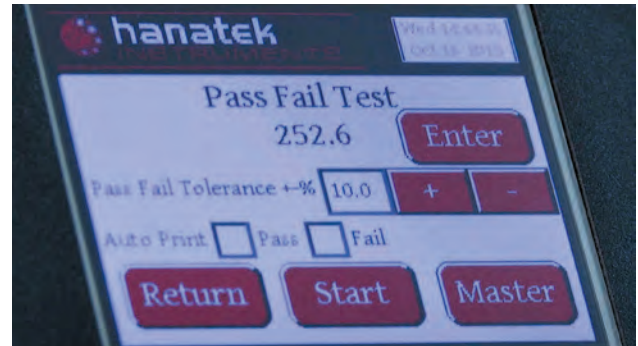 hanatek
INSTRUMENTS
Pass Fail Test
252.6 Enter
Pass Fail Tolerance +-% 10.0 + -
Auto Print Pass Fail
Return Start Master